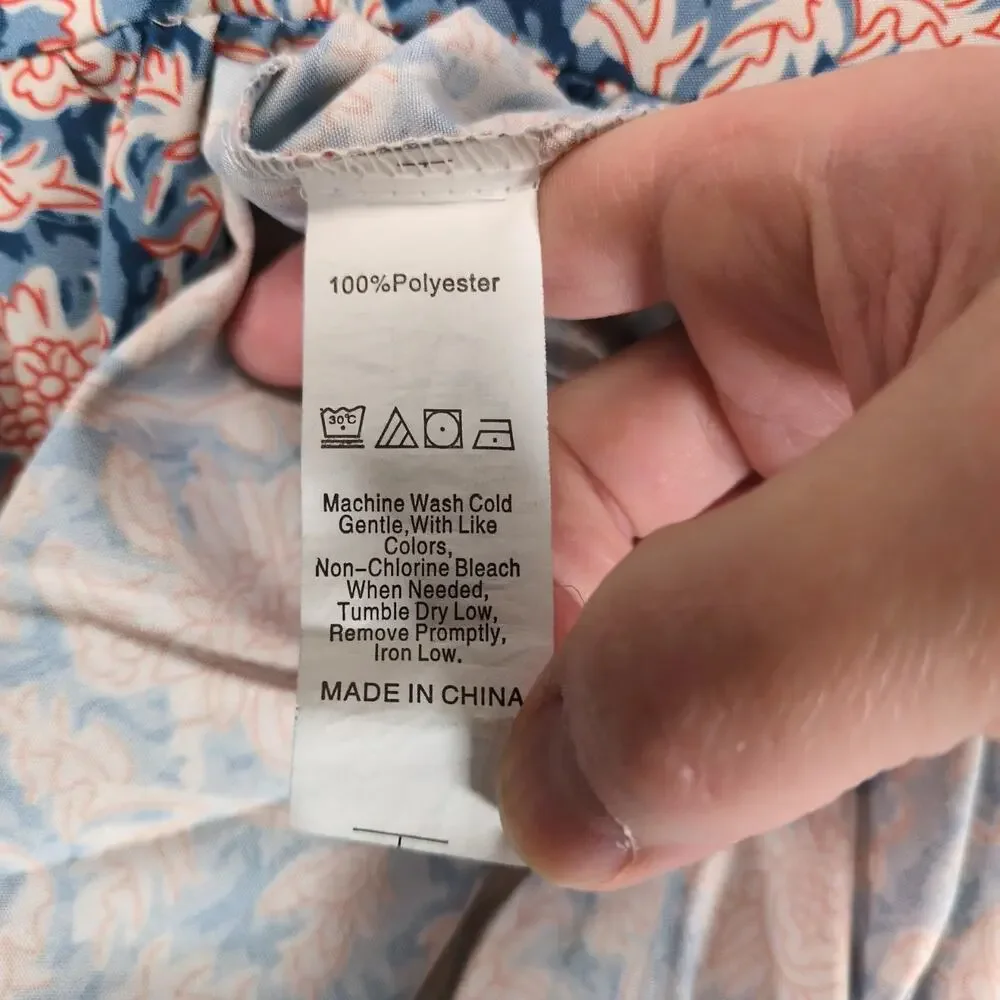 100%Polyester
30°C
Machine Wash Cold
Gentle,With Like
Colors,
Non-Chlorine Bleach
When Needed,
Tumble Dry Low,
Remove Promptly,
Iron Low.
MADE IN CHINA